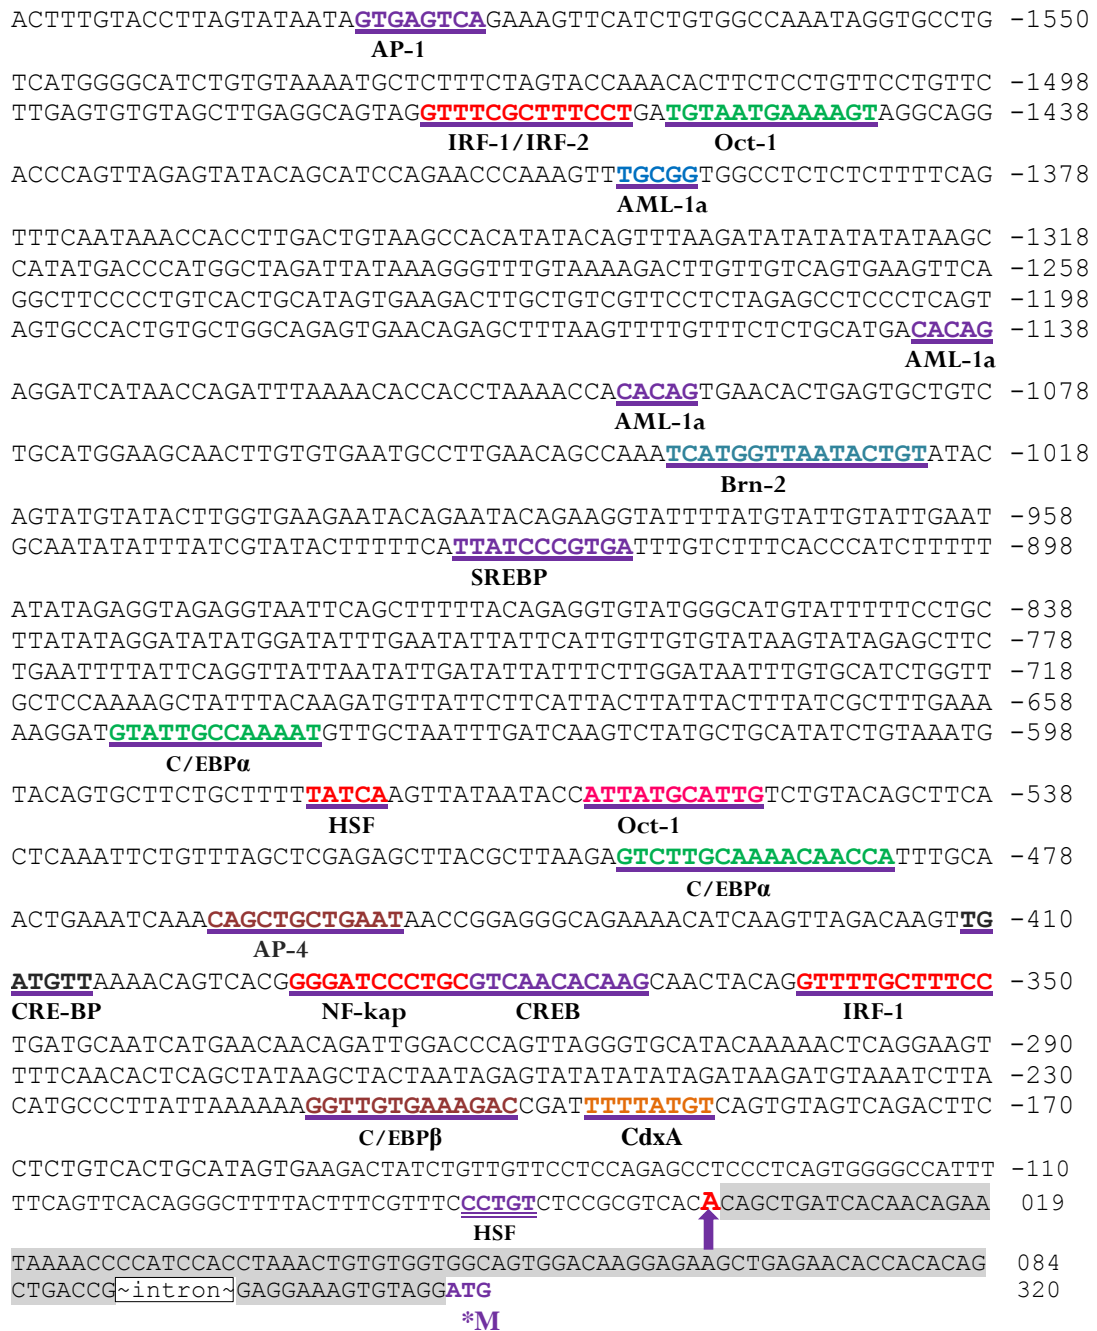 ACTTTGTACCTTAGTATAATAGTGAGTCAGAAAGTTCATCTGTGGCCAAATAGGTGCCTG -1550
AP-1
TCATGGGGCATCTGTGTAAAATGCTCTTTCTAGTACCAAACACTTCTCCTGTTCCTGTTC -1498
TTGAGTGTGTAGCTTGAGGCAGTAGGTTTCGCTTTCCTGATGTAATGAAAAGTAGGCAGG -1438
IRF-1/IRF-2 Oct-1
ACCCAGTTAGAGTATACAGCATCCAGAACCCAAAGTTTGCGGTGGCCTCTCTCTTTTCAG -1378
AML-1a
TTTCAATAAACCACCTTGACTGTAAGCCACATATACAGTTTAAGATATATATATATAAGC -1318
CATATGACCCATGGCTAGATTATAAAGGGTTTGTAAAAGACTTGTTGTCAGTGAAGTTCA -1258
GGCTTCCCCTGTCACTGCATAGTGAAGACTTGCTGTCGTTCCTCTAGAGCCTCCCTCAGT -1198
AGTGCCACTGTGCTGGCAGAGTGAACAGAGCTTTAAGTTTTGTTTCTCTGCATGACACAG -1138
AML-1a
AGGATCATAACCAGATTTAAAACACCACCTAAAACCACACAGTGAACACTGAGTGCTGTC -1078
AML-1a
TGCATGGAAGCAACTTGTGTGAATGCCTTGAACAGCCAAATCATGGTTAATACTGTATAC -1018
Brn-2
AGTATGTATACTTGGTGAAGAATACAGAATACAGAAGGTATTTTATGTATTGTATTGAAT -958
GCAATATATTTATCGTATACTTTTTCATTATCCCGTGATTTGTCTTTCACCCATCTTTTT -898
SREBP
ATATAGAGGTAGAGGTAATTCAGCTTTTTACAGAGGTGTATGGGCATGTATTTTTCCTGC -838
TTATATAGGATATATGGATATTTGAATATTATTCATTGTTGTGTATAAGTATAGAGCTTC -778
TGAATTTTATTCAGGTTATTAATATTGATATTATTTCTTGGATAATTTGTGCATCTGGTT -718
GCTCCAAAAGCTATTTACAAGATGTTATTCTTCATTACTTATTACTTTATCGCTTTGAAA -658
AAGGATGTATTGCCAAAATGTTGCTAATTTGATCAAGTCTATGCTGCATATCTGTAAATG -598
C/EBPα
TACAGTGCTTCTGCTTTTTATCAAGTTATAATACCATTATGCATTGTCTGTACAGCTTCA -538
HSF Oct-1
CTCAAATTCTGTTTAGCTCGAGAGCTTACGCTTAAGAGTCTTGCAAAACAACCATTTGCA -478
C/EBPα
ACTGAAATCAAACAGCTGCTGAATAACCGGAGGGCAGAAAACATCAAGTTAGACAAGTTG -410
AP-4
ATGTTAAAACAGTCACGGGGATCCCTGCGTCAACACAAGCAACTACAGGTTTTGCTTTCC -350
CRE-BP NF-kap CREB IRF-1
TGATGCAATCATGAACAACAGATTGGACCCAGTTAGGGTGCATACAAAAACTCAGGAAGT -290
TTTCAACACTCAGCTATAAGCTACTAATAGAGTATATATATAGATAAGATGTAAATCTTA -230
CATGCCCTTATTAAAAAAGGTTGTGAAAGACCGATTTTTATGTCAGTGTAGTCAGACTTC -170
C/EBPβ CdxA
CTCTGTCACTGCATAGTGAAGACTATCTGTTGTTCCTCCAGAGCCTCCCTCAGTGGGGCCATTT -110
TTCAGTTCACAGGGCTTTTACTTTCGTTTCCCTGTCTCCGCGTCACACAGCTGATCACAACAGAA 019
HSF
TAAAACCCCATCCACCTAAACTGTGTGGTGGCAGTGGACAAGGAGAAGCTGAGAACACCACACAG 084
CTGACCG~intron~GAGGAAAGTGTAGGATG 320
*M